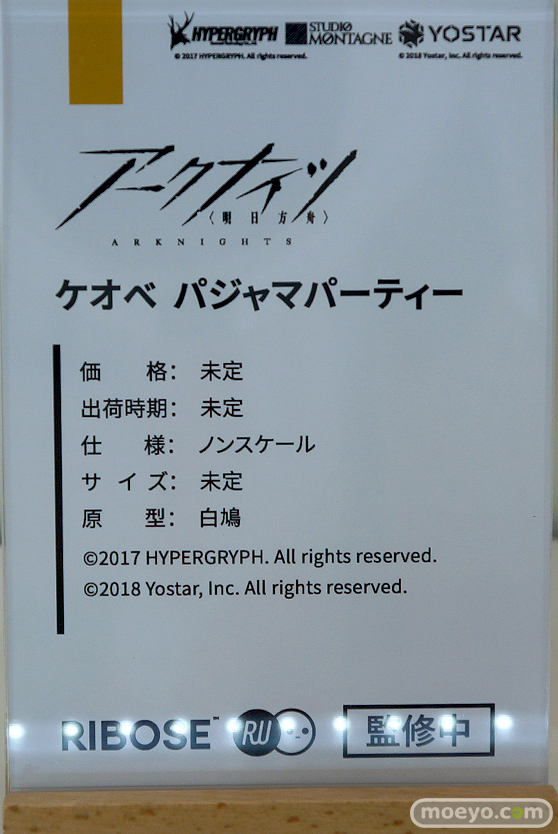 HYPERGRYPH STUDIO MONTAGNE YOSTAR
© 2017 HYPERGRYPH. All rights reserved. © 2018 Yostar, Inc. All rights reserved.
アークナイツ
〈明日方舟〉
ARKNIGHTS
ケオベ パジャマパーティー
価 格： 未定
出荷時期： 未定
仕 様： ノンスケール
サ イ ズ： 未定
原 型： 白鳩
©2017 HYPERGRYPH. All rights reserved.
©2018 Yostar, Inc. All rights reserved.
RIBOSE™ RU 監修中
moeyo.com